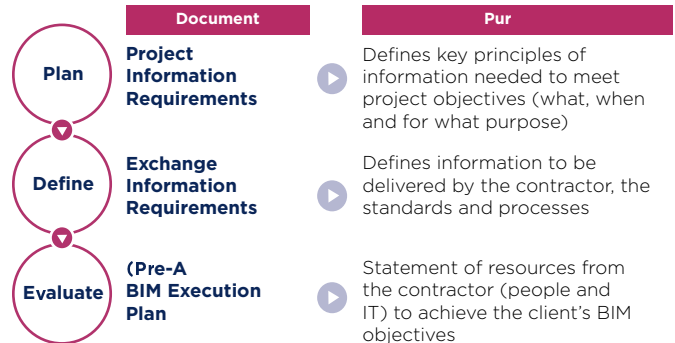 Document
Pur
Plan
Project
Information
Requirements
Defines key principles of
information needed to meet
project objectives (what, when
and for what purpose)
Define
Exchange
Information
Requirements
Defines information to be
delivered by the contractor, the
standards and processes
Evaluate
(Pre-A
BIM Execution
Plan
Statement of resources from
the contractor (people and
IT) to achieve the client’s BIM
objectives